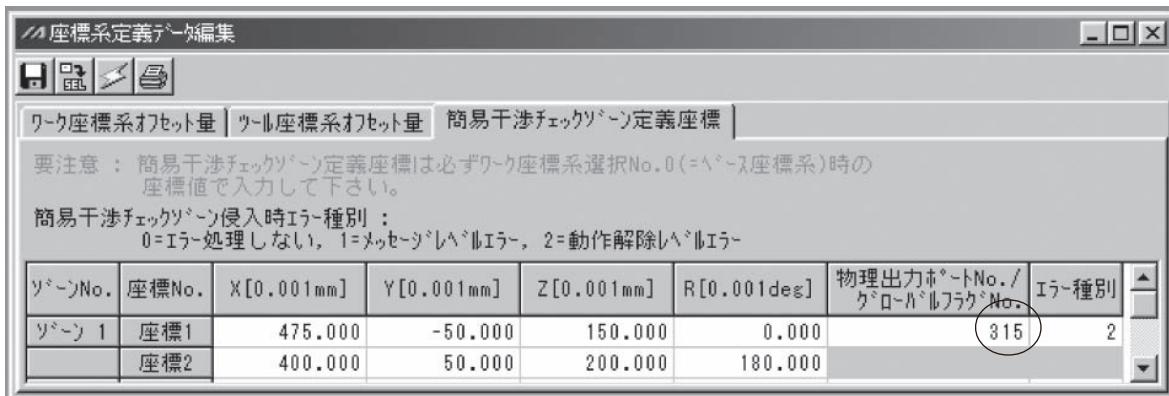 座標系定義ﾃﾞｰﾀ編集
SEL
ﾜｰｸ座標系ｵﾌｾｯﾄ量 ﾂｰﾙ座標系ｵﾌｾｯﾄ量 簡易干渉ﾁｪｯｸｿﾞｰﾝ定義座標
要注意 : 簡易干渉ﾁｪｯｸｿﾞｰﾝ定義座標は必ずﾜｰｸ座標系選択No.0(=ﾍﾞｰｽ座標系)時の
座標値で入力して下さい。
簡易干渉ﾁｪｯｸｿﾞｰﾝ侵入時ｴﾗｰ種別 :
0=ｴﾗｰ処理しない, 1=ﾒｯｾｰｼﾞﾚﾍﾞﾙｴﾗｰ, 2=動作解除ﾚﾍﾞﾙｴﾗｰ
ｿﾞｰﾝNo. 座標No. X[0.001mm] Y[0.001mm] Z[0.001mm] R[0.001deg] 物理出力ﾎﾟｰﾄNo./ ｴﾗｰ種別
ｸﾞﾛｰﾊﾞﾙﾌﾗｸﾞNo.
ｿﾞｰﾝ 1 座標1 475.000 -50.000 150.000 0.000 315 2
座標2 400.000 50.000 200.000 180.000